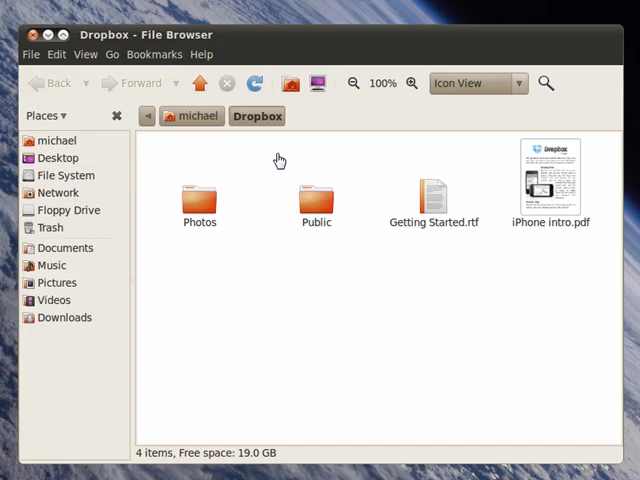 Dropbox - File Browser
File Edit View Go Bookmarks Help
Back Forward 100% Icon View
Places michael Dropbox
michael
Desktop
File System
Network
Floppy Drive
Trash
Documents
Music
Pictures
Videos
Downloads
Dropbox
Photos Public Getting Started.rtf iPhone intro.pdf
4 items, Free space: 19.0 GB